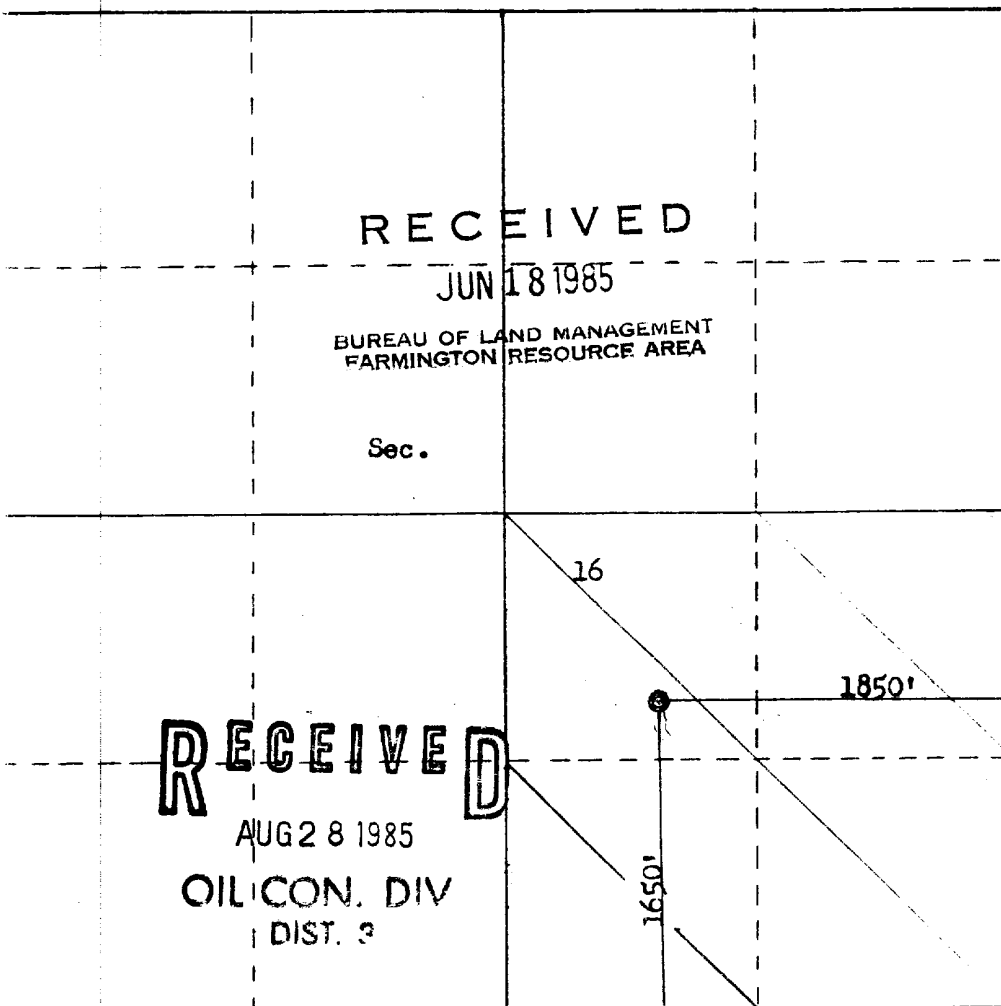 RECEIVED
JUN 18 1985
BUREAU OF LAND MANAGEMENT
FARMINGTON RESOURCE AREA
Sec.
16
1850'
RECEIVED
AUG 28 1985
OIL CON. DIV
DIST. 3
1650'